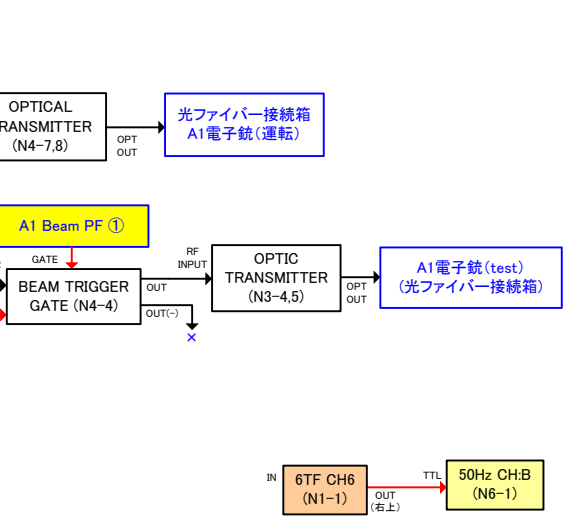 OPTICAL
RANSMITTER
(N4-7,8)
OPT
OUT
光ファイバー接続箱
A1電子銃(運転)
A1 Beam PF ①
GATE
BEAM TRIGGER
GATE (N4-4)
OUT
OUT(-)
×
RF
INPUT
OPTIC
TRANSMITTER
(N3-4,5)
OPT
OUT
A1電子銃(test)
(光ファイバー接続箱)
IN
6TF CH6
(N1-1)
OUT
(右上)
TTL
50Hz CH:B
(N6-1)